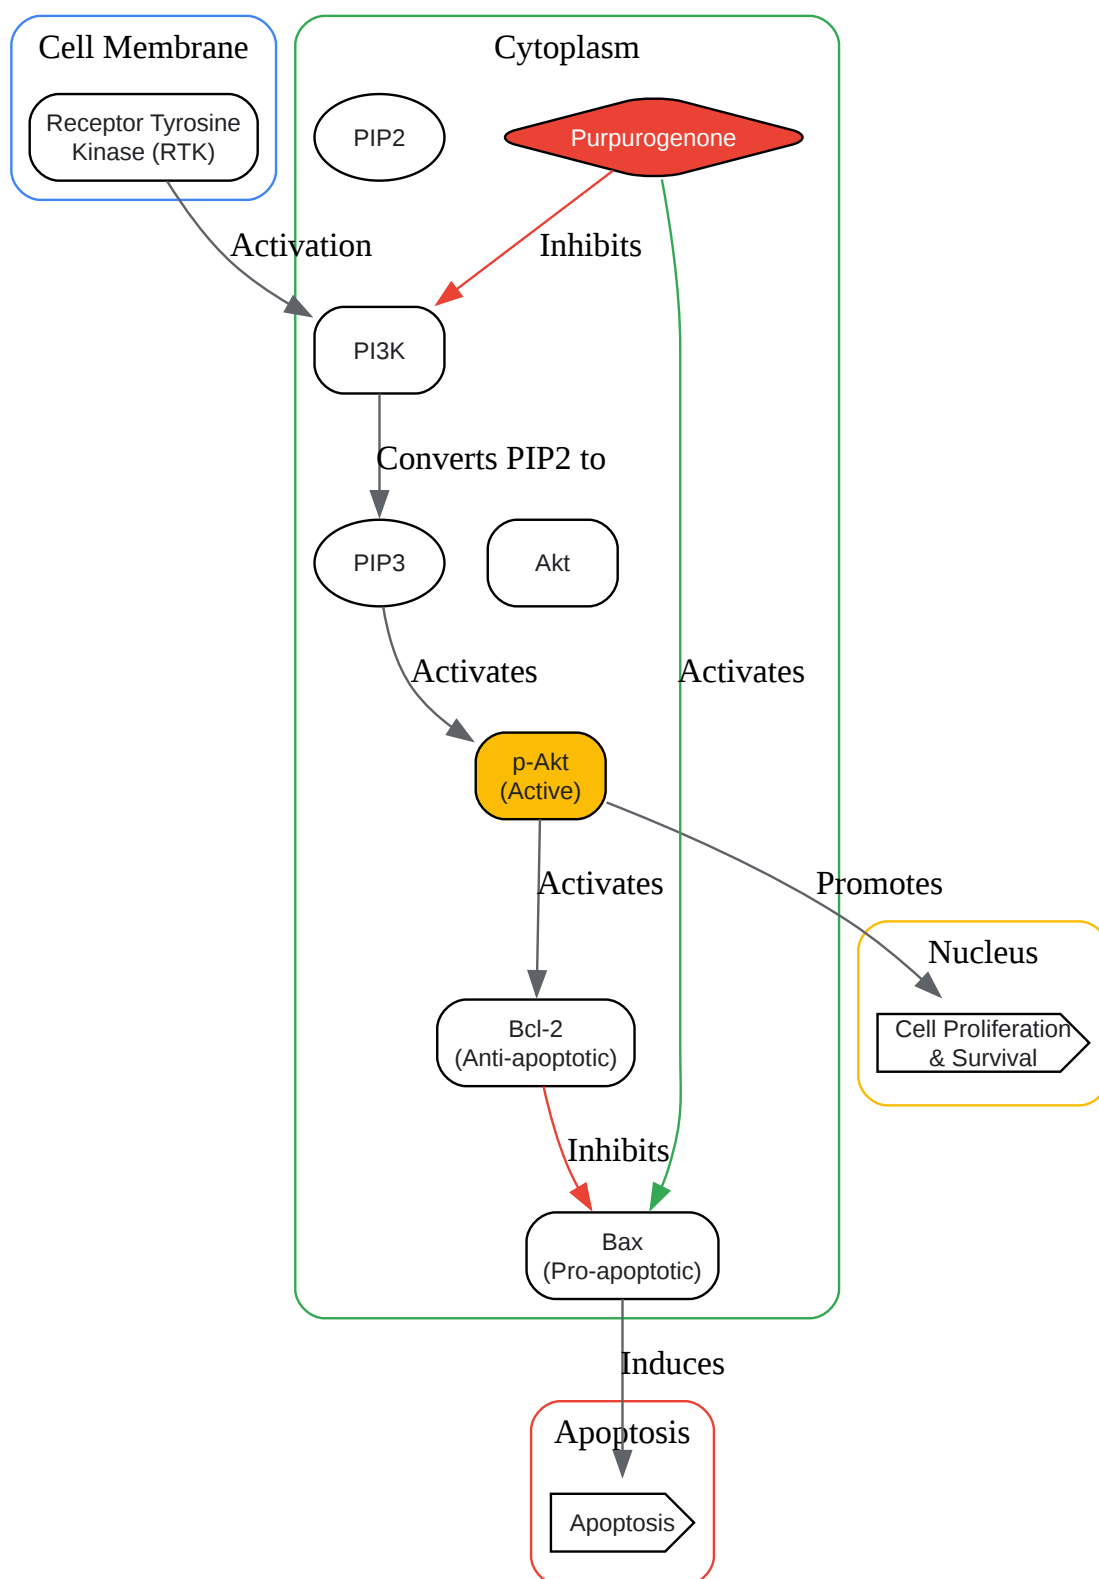 Cell Membrane
Cytoplasm
Receptor Tyrosine
Kinase (RTK)
PIP2
Purpurogenone
Activation
Inhibits
PI3K
Converts PIP2 to
PIP3
Akt
Activates
Activates
p-Akt
(Active)
Activates
Promotes
Nucleus
Bcl-2
(Anti-apoptotic)
Cell Proliferation
& Survival
Inhibits
Bax
(Pro-apoptotic)
Induces
Apoptosis
Apoptosis